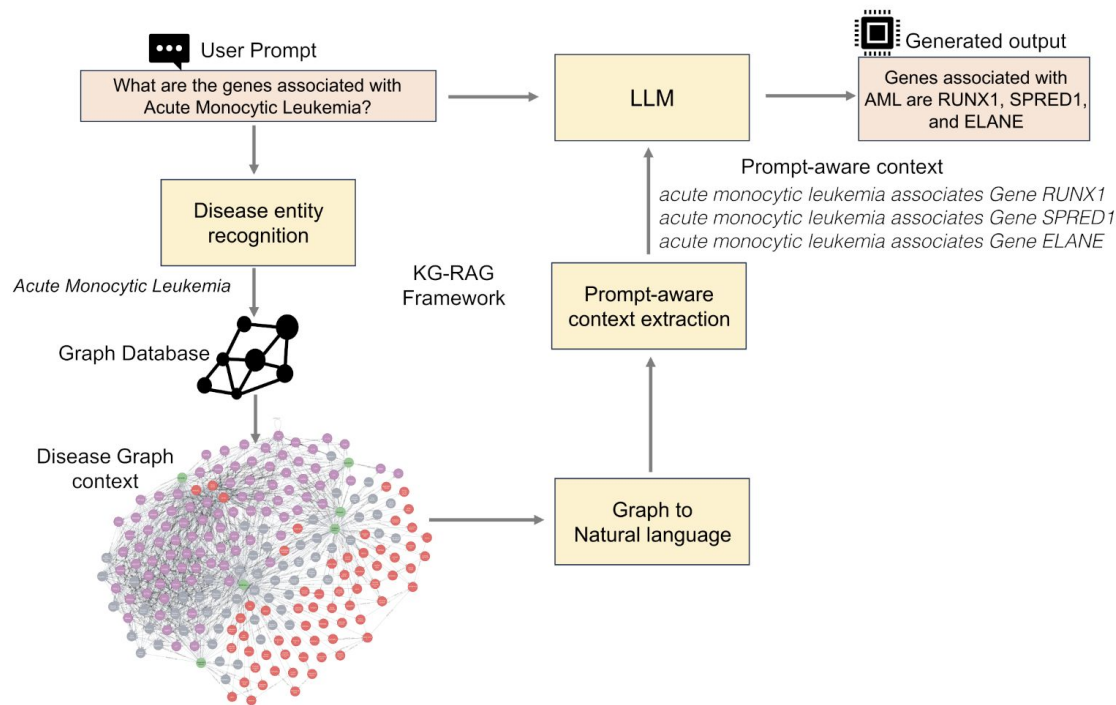 User Prompt
What are the genes associated with
Acute Monocytic Leukemia?
LLM
Generated output
Genes associated with
AML are RUNX1, SPRED1,
and ELANE
Disease entity
recognition
Acute Monocytic Leukemia
Graph Database
Disease Graph
context
KG-RAG
Framework
Graph to
Natural language
Prompt-aware
context extraction
Prompt-aware context
acute monocytic leukemia associates Gene RUNX1
acute monocytic leukemia associates Gene SPRED1
acute monocytic leukemia associates Gene ELANE